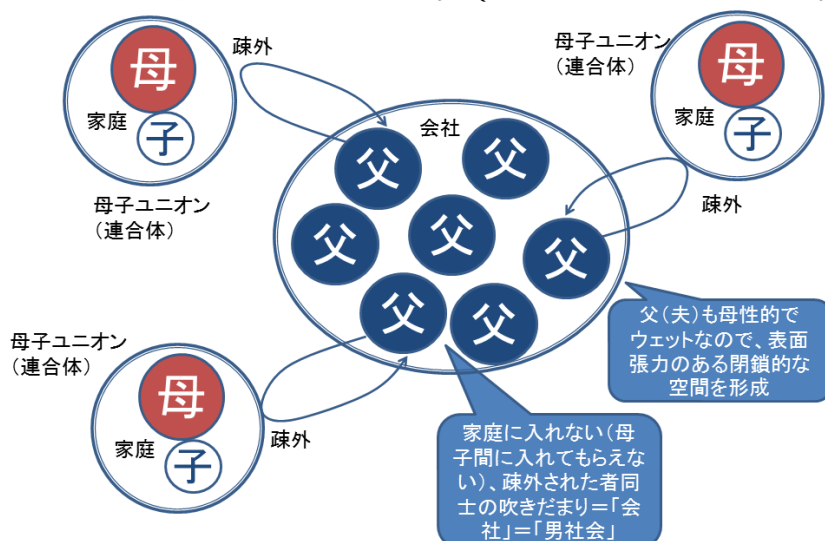 母
疎外
家庭
子
母子ユニオン
(連合体)
母子ユニオン
(連合体)
母
家庭
子
疎外
会社
父
父
父
父
父
父
父
母子ユニオン
(連合体)
母
家庭
子
疎外
父(夫)も母性的で
ウェットなので、表面
張力のある閉鎖的な
空間を形成
家庭に入れない(母
子間に入れてもらえ
ない)、疎外された者同
士の吹きだまり=「会
社」=「男社会」